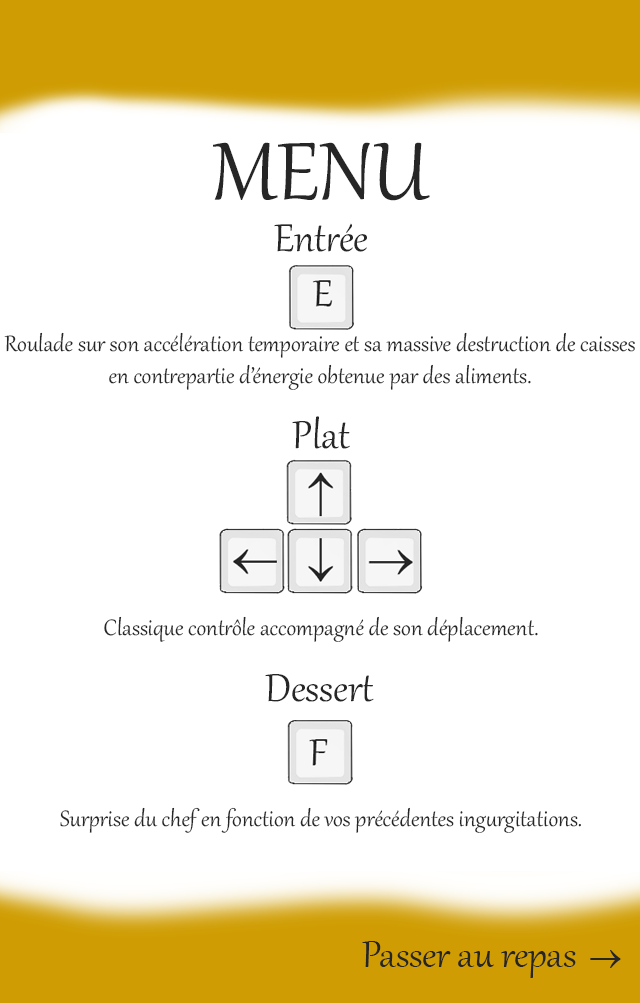 MENU
Entrée
E
Roulade sur son accélération temporaire et sa massive destruction de caisses
en contrepartie d'énergie obtenue par des aliments.
Plat
↑
← ↓ →
Classique contrôle accompagné de son déplacement.
Dessert
F
Surprise du chef en fonction de vos précédentes ingurgitations.
Passer au repas →